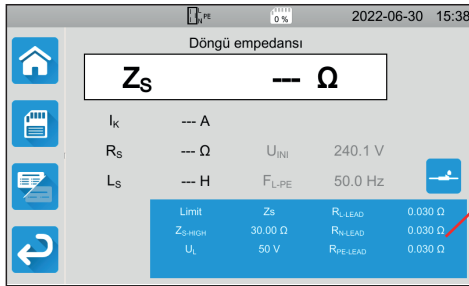 L N PE 0 % 2022-06-30 15:38
Döngü empedansı
ZS --- Ω
IK --- A
RS --- Ω UINI 240.1 V
LS --- H FL-PE 50.0 Hz
Limit Zs RL-LEAD 0.030 Ω
ZS-HIGH 30.00 Ω RN-LEAD 0.030 Ω
UL 50 V RPE-LEAD 0.030 Ω